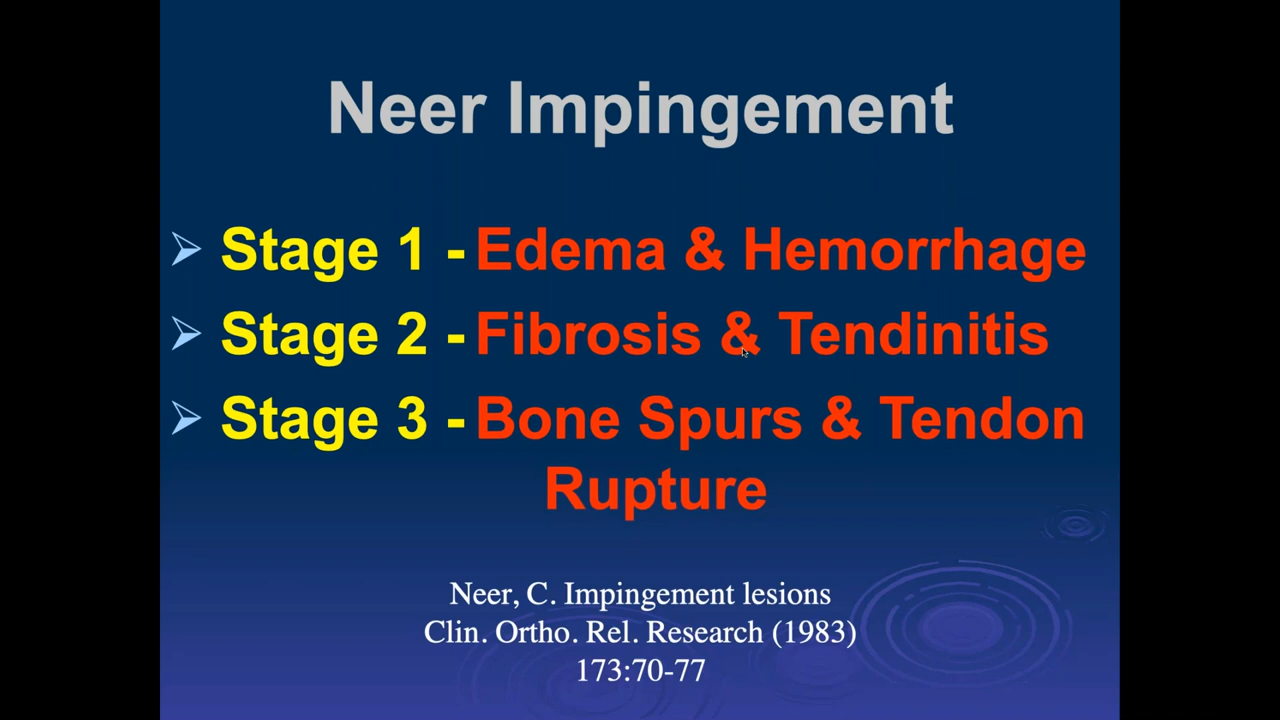 Neer Impingement
Stage 1 - Edema & Hemorrhage
Stage 2 - Fibrosis & Tendinitis
Stage 3 - Bone Spurs & Tendon
Rupture
Neer, C. Impingement lesions
Clin. Ortho. Rel. Research (1983)
173:70-77